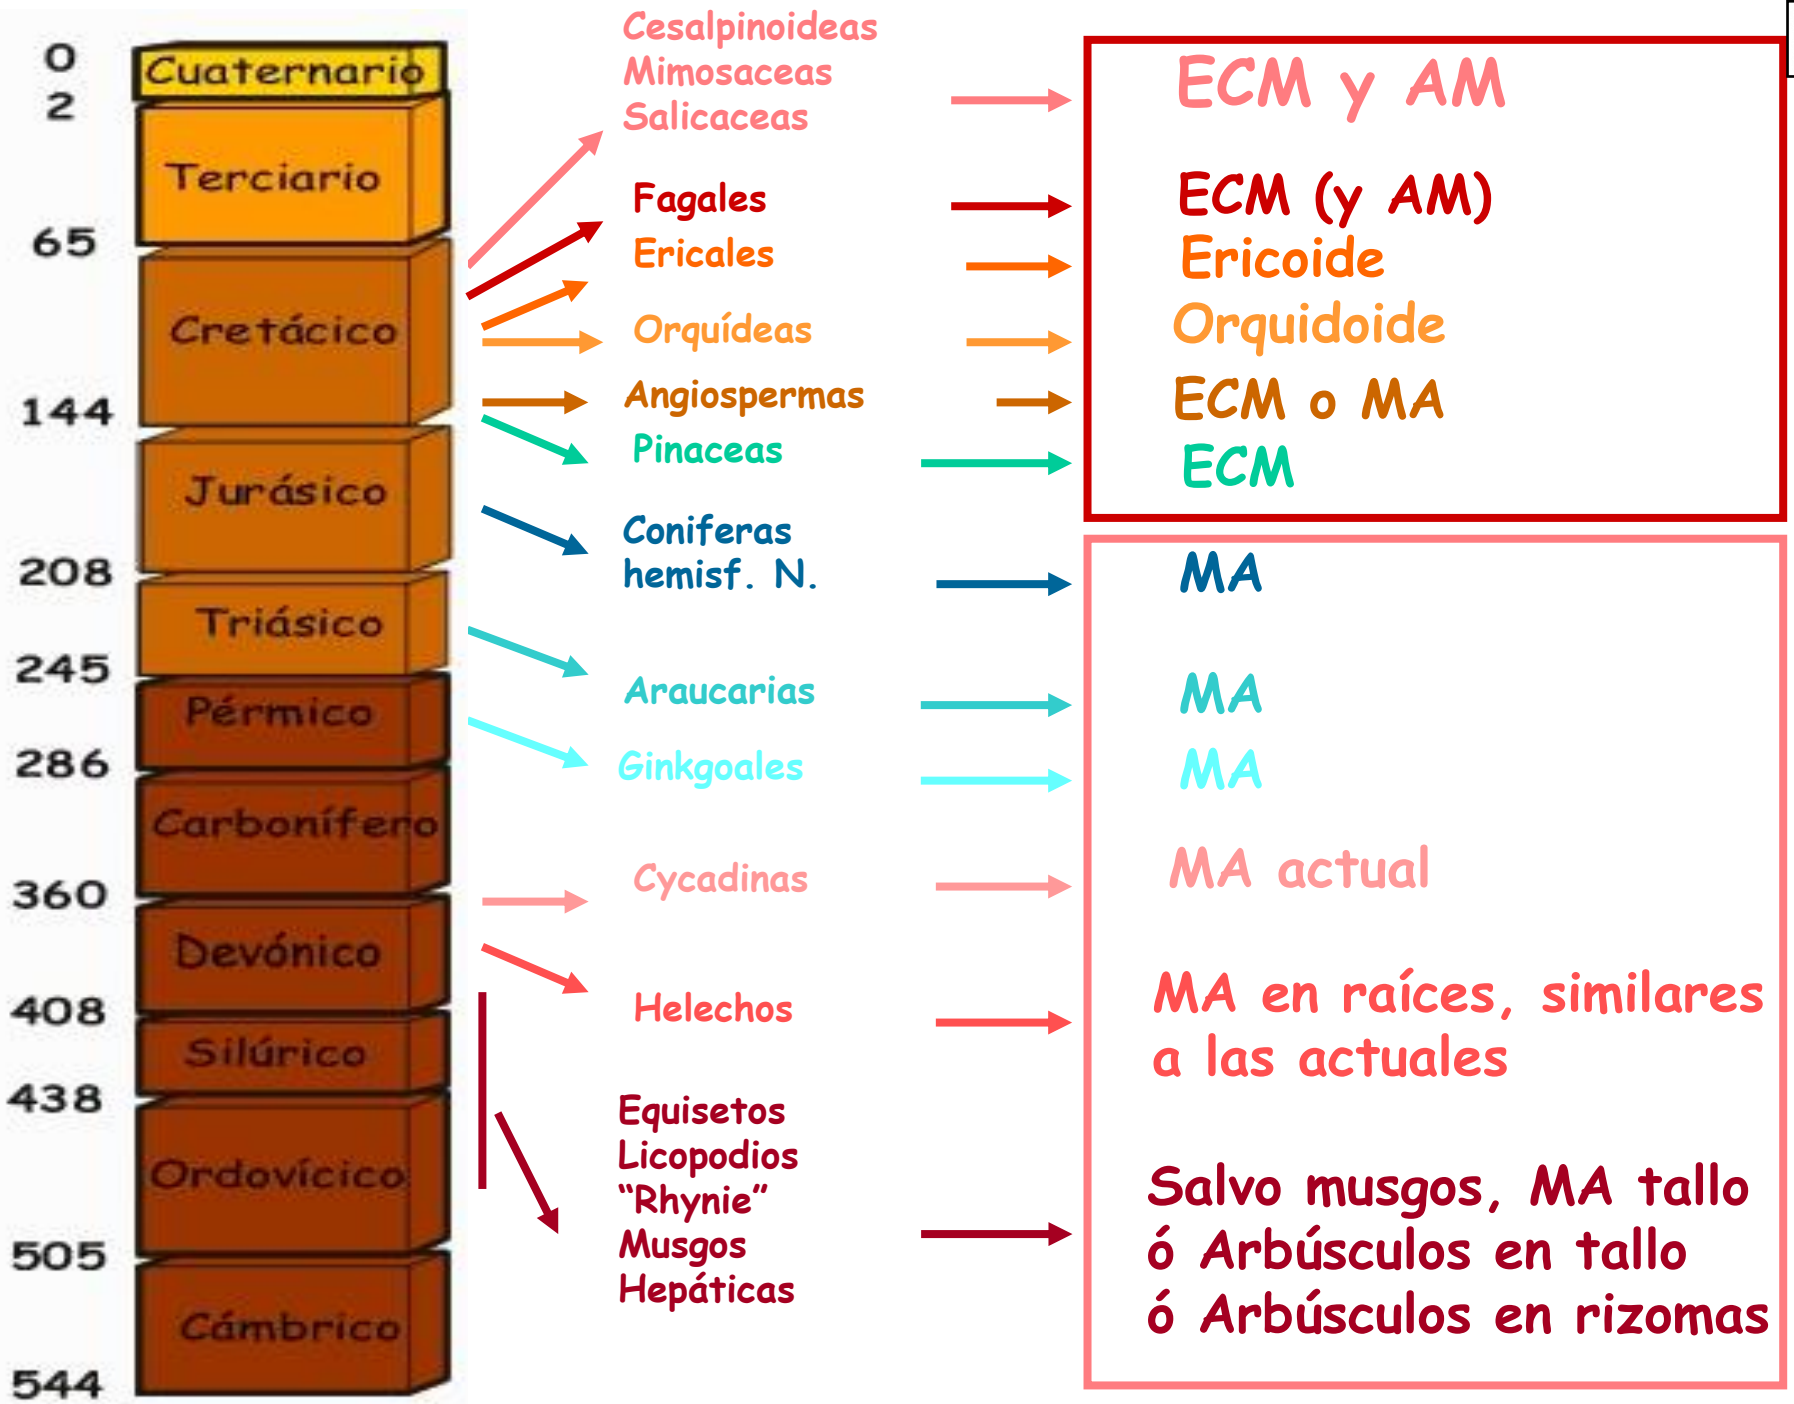 0
Cuaternario
2
Terciario
65
Cretácico
144
Jurásico
208
Triásico
245
Pérmico
286
Carbonífero
360
Devónico
408
Silúrico
438
Ordovícico
505
Cámbrico
544
Cesalpinoideas
Mimosaceas
Salicaceas
ECM y AM
Fagales
ECM (y AM)
Ericales
Ericoide
Orquídeas
Orquidoide
Angiospermas
ECM o MA
Pinaceas
ECM
Coniferas
hemisf. N.
MA
Araucarias
MA
Ginkgoales
MA
Cycadinas
MA actual
Helechos
MA en raíces, similares
a las actuales
Equisetos
Licopodios
“Rhynie”
Musgos
Hepáticas
Salvo musgos, MA tallo
ó Arbúsculos en tallo
ó Arbúsculos en rizomas